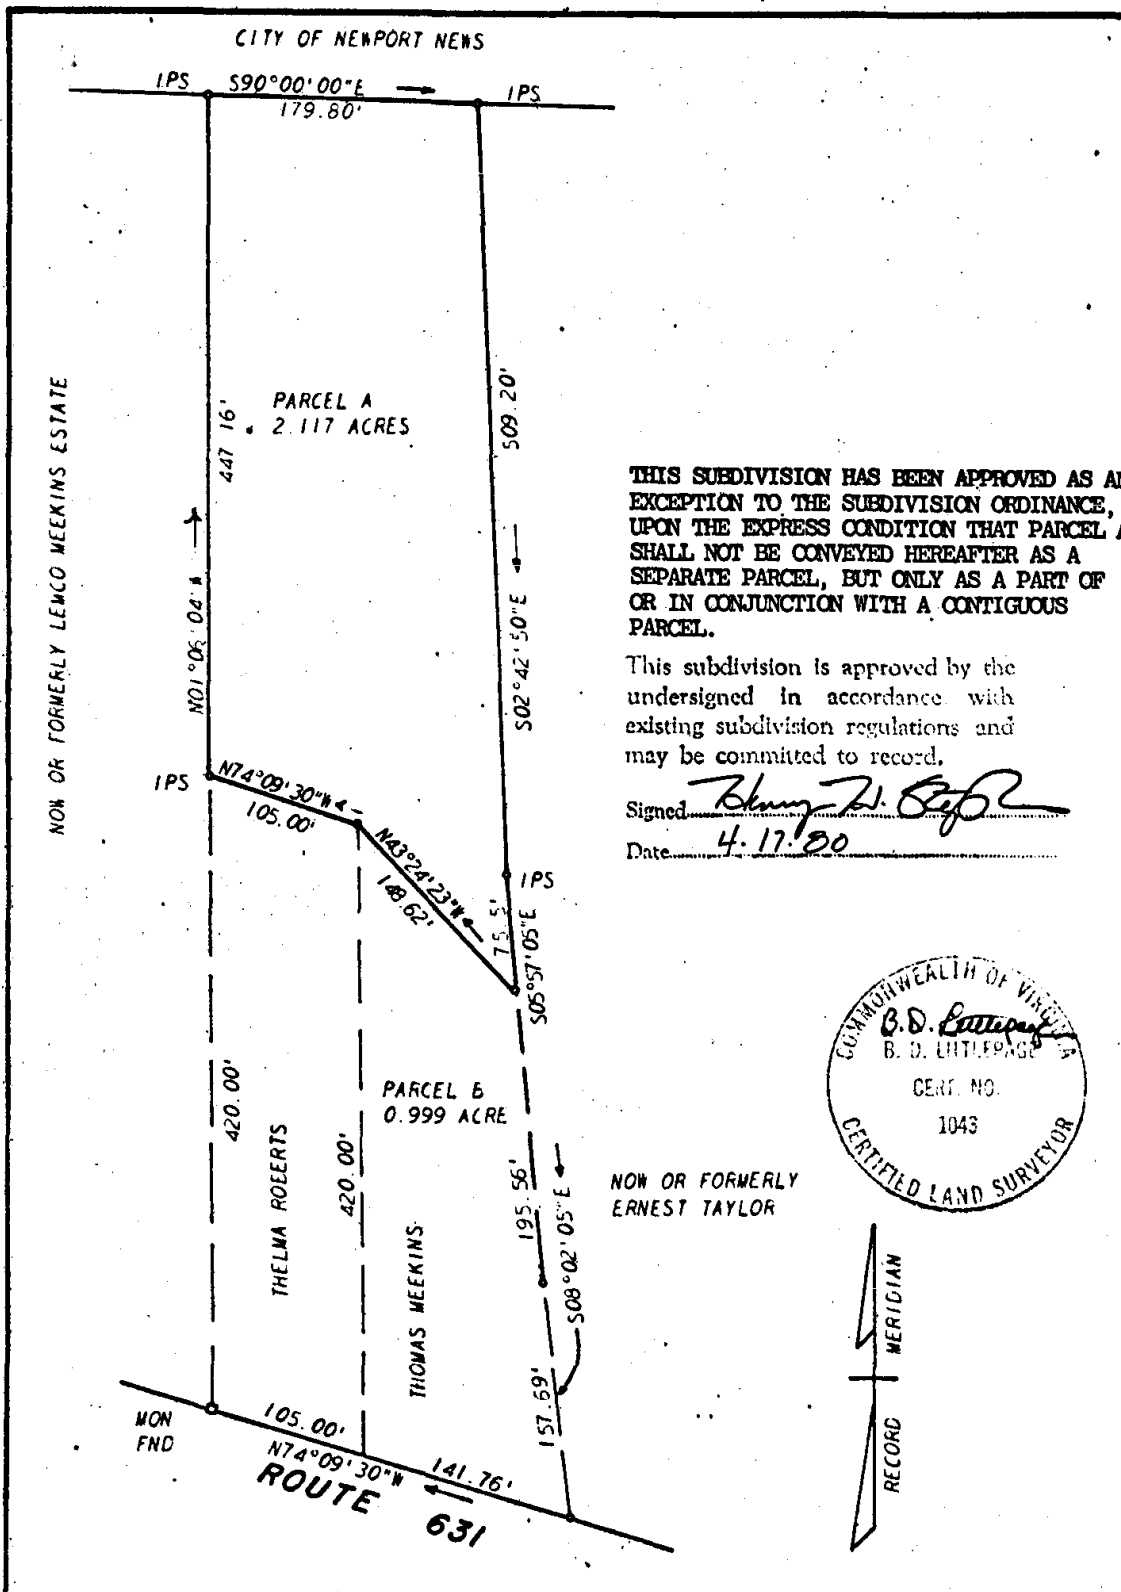 CITY OF NEWPORT NEWS
IPS S90°00'00"E IPS
179.80'
NOW OR FORMERLY LEMCO MEEKINS ESTATE
N01°06'04"W
447 16'
PARCEL A
2.117 ACRES
509.20'
S02°42'50"E
THIS SUBDIVISION HAS BEEN APPROVED AS AN
EXCEPTION TO THE SUBDIVISION ORDINANCE,
UPON THE EXPRESS CONDITION THAT PARCEL A
SHALL NOT BE CONVEYED HEREAFTER AS A
SEPARATE PARCEL, BUT ONLY AS A PART OF
OR IN CONJUNCTION WITH A CONTIGUOUS
PARCEL.
This subdivision is approved by the
undersigned in accordance with
existing subdivision regulations and
may be committed to record.
Signed Henry H.
Date 4.17.80
IPS
N74°09'30"W
105.00'
N43°24'23"W
148.62'
IPS
75.5'
S05°57'05"E
420.00'
THELMA ROBERTS
420.00'
PARCEL B
0.999 ACRE
THOMAS MEEKINS
195.56'
S08°02'05"E
157.69'
NOW OR FORMERLY
ERNEST TAYLOR
COMMONWEALTH OF VIRGINIA
B.D. Littlepage
B. D. LITTLEPAGE
CERT. NO.
1043
CERTIFIED LAND SURVEYOR
RECORD MERIDIAN
MON
FND
105.00'
N74°09'30"W
141.76'
ROUTE 631